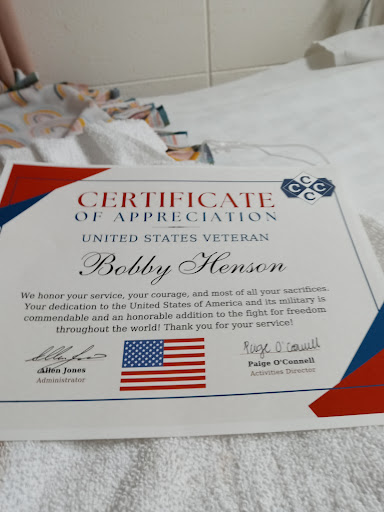 CERTIFICATE
OF APPRECIATION
C C C C
UNITED STATES VETERAN
Bobby Henson
We honor your service, your courage, and most of all your sacrifices.
Your dedication to the United States of America and its military is
commendable and an honorable addition to the fight for freedom
throughout the world! Thank you for your service!
Paige O'Connell
Allen Jones
Administrator
Paige O'Connell
Activities Director